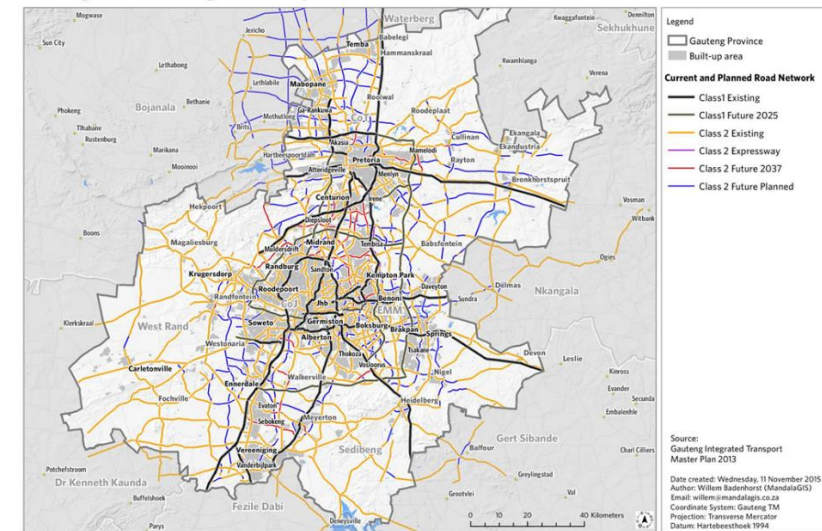 Mogwase
Kwaggafontein
Dennilton
Waterberg
Sekhukhune
Sun City
Jericho
Temba
Babelegi
Hammanskraal
Lethabong
Kwamhlanga
Verena
Lethlabile
Mabopane
Bojanala
Bethanie
Ga-Rankuwa
Rooiwal
Phokeng
Mothutlung
CoT
Roodeplaat
Tlhabane
Rustenburg
Brits
Cullinan
Ekangala
Ekandustria
Marikana
Akasia
Mamelodi
Hartbeespoortdam
Pretoria
Rayton
Mooinooi
Atteridgeville
Menlyn
Bronkhorstspruit
Centurion
Irene
Hekpoort
Diepsloot
Vosman
Witbank
Boons
Magaliesburg
Midrand
Tembisa
Babsfontein
Muldersdrift
Ogies
Krugersdorp
Randburg
Sandton
Kempton Park
Roodepoort
Daveyton
Delmas
Nkangala
Randfontein
CoJ
Jhb
Benoni
Sundra
EMM
Klerkskraal
West Rand
Soweto
Germiston
Boksburg
Brakpan
Springs
Westonaria
Alberton
Tsakane
Devon
Leslie
Thokoza
Vosloorus
Carletonville
Walkerville
Nigel
Kinross
Ennerdale
Evander
Secunda
Fochville
Heidelberg
Embalenhle
Evaton
Sebokeng
Meyerton
Gert Sibande
Vereeniging
Sedibeng
Balfour
Charl Cilliers
Vanderbijlpark
Potchefstroom
Greylingstad
Dr Kenneth Kaunda
Buffelshoek
Fezile Dabi
Grootvlei
Val
Parys
Deneysville
0 10 20 40 Kilometers
Legend
Gauteng Province
Built-up area
Current and Planned Road Network
Class1 Existing
Class1 Future 2025
Class 2 Existing
Class 2 Expressway
Class 2 Future 2037
Class 2 Future Planned
Source:
Gauteng Integrated Transport
Master Plan 2013
Date created: Wednesday, 11 November 2015
Author: Willem Badenhorst (MandalaGIS)
Email: willem@mandalagis.co.za
Coordinate System: Gauteng TM
Projection: Transverse Mercator
Datum: Hartebeesthoek 1994